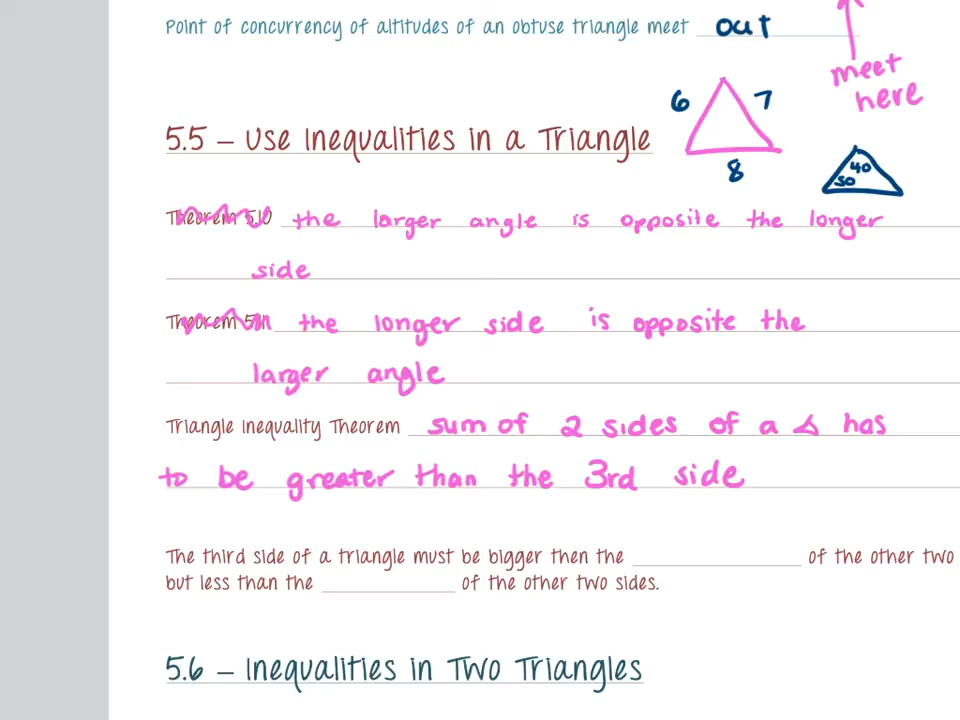 Point of concurrency of altitudes of an obtuse triangle meet out
meet
here
6 7
8
40
50
5.5 – Use Inequalities in a Triangle
Theorem 5.10 the larger angle is opposite the longer
side
Theorem 5.11 the longer side is opposite the
larger angle
Triangle Inequality Theorem sum of 2 sides of a △ has
to be greater than the 3rd side
The third side of a triangle must be bigger then the ____________ of the other two
but less than the ____________ of the other two sides.
5.6 – Inequalities in Two Triangles